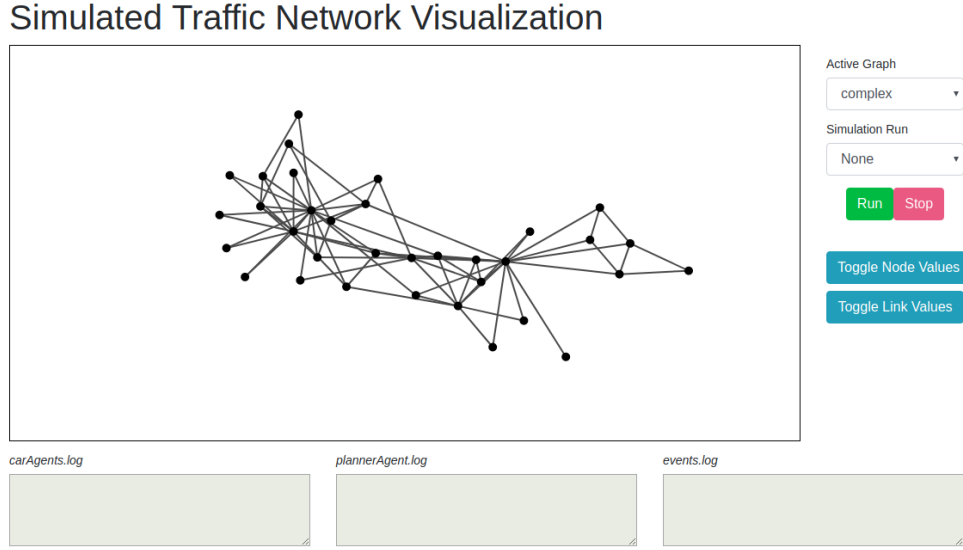 Simulated Traffic Network Visualization
Active Graph
complex
Simulation Run
None
Run Stop
Toggle Node Values
Toggle Link Values
carAgents.log
plannerAgent.log
events.log